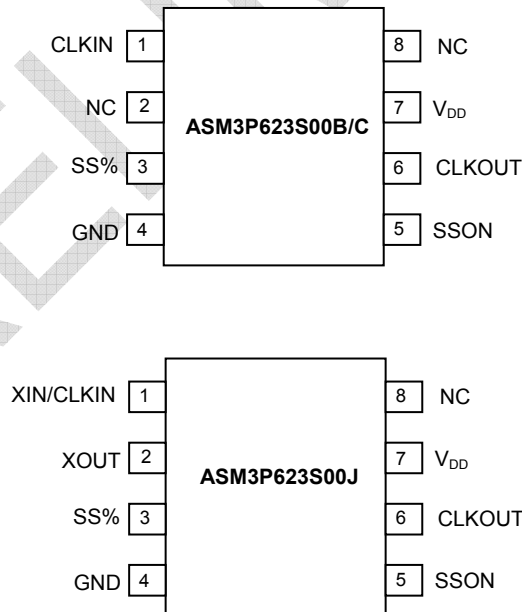 CLKIN 1 8 NC
NC 2 7 VDD
ASM3P623S00B/C
SS% 3 6 CLKOUT
GND 4 5 SSON
XIN/CLKIN 1 8 NC
XOUT 2 7 VDD
ASM3P623S00J
SS% 3 6 CLKOUT
GND 4 5 SSON